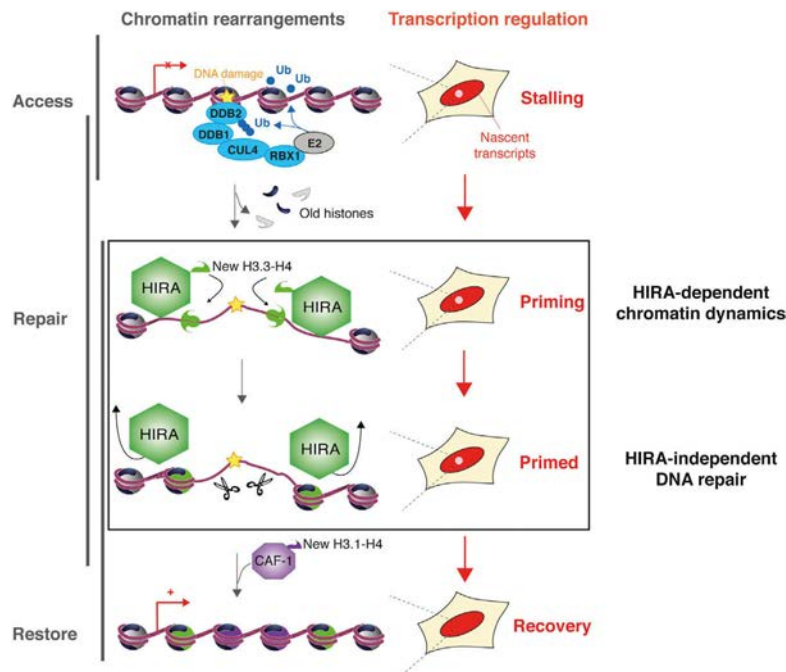 Chromatin rearrangements
Transcription regulation
Access
x
DNA damage
Ub
Ub
Ub
DDB2
DDB1
CUL4
RBX1
E2
Stalling
Nascent
transcripts
Old histones
Repair
HIRA
New H3.3-H4
HIRA
Priming
HIRA-dependent
chromatin dynamics
HIRA
HIRA
Primed
HIRA-independent
DNA repair
CAF-1
New H3.1-H4
Restore
+
Recovery